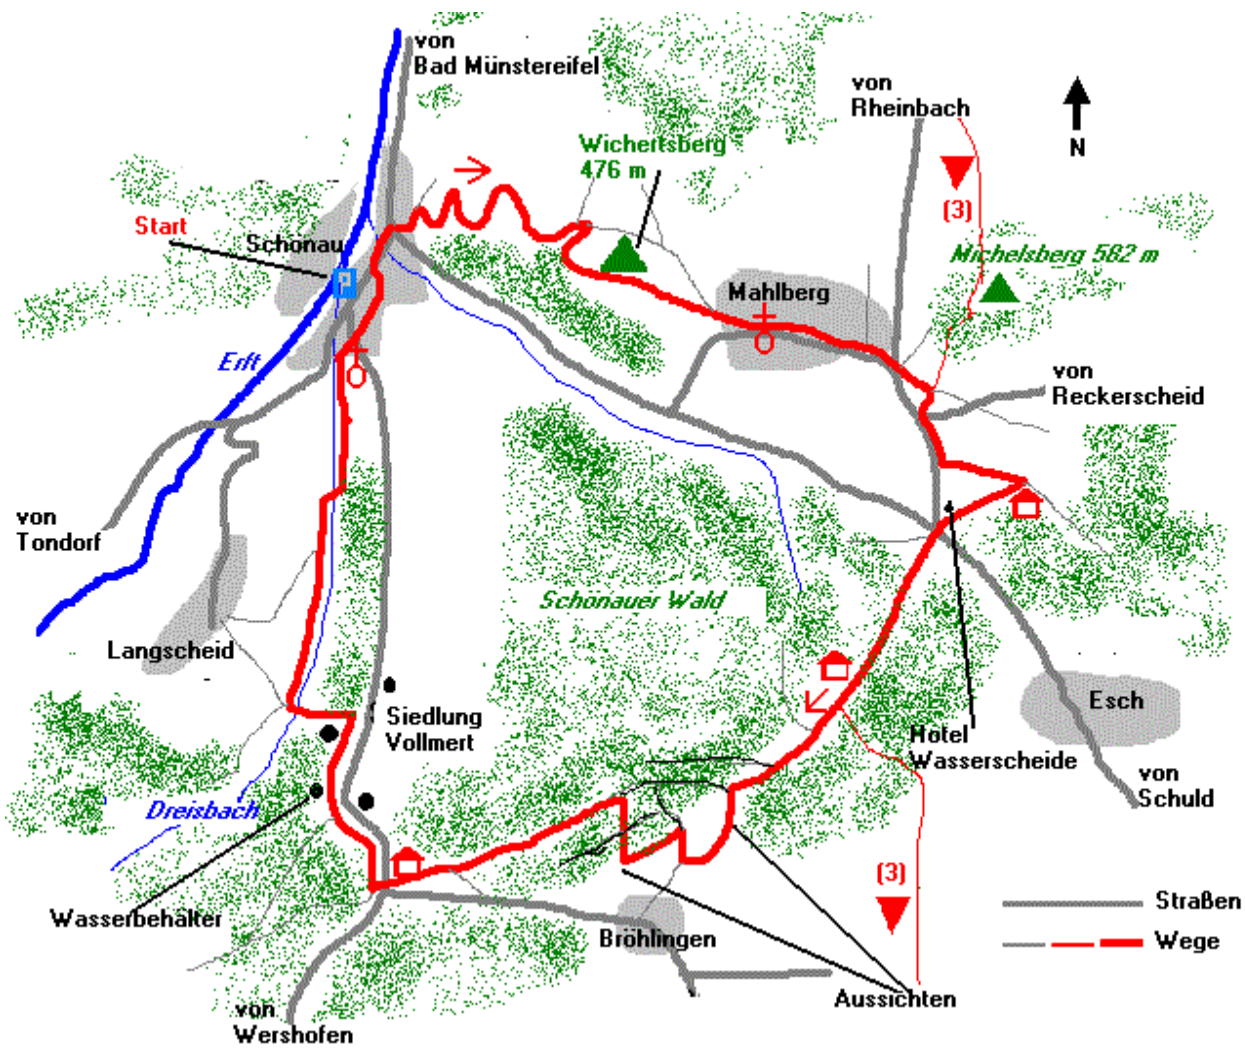 von
Bad Münstereifel
von
Rheinbach
N
Wichertsberg
476 m
(3)
Start
Schönau
Michelsberg 582 m
Mahlberg
P
Erft
von
Reckerscheid
von
Tondorf
Schonauer Wald
Langscheid
Siedlung
Vollmert
Esch
Hotel
Wasserscheide
von
Schuld
Dreisbach
(3)
Straßen
Wasserbehälter
Bröhlingen
Wege
Aussichten
von
Wershofen